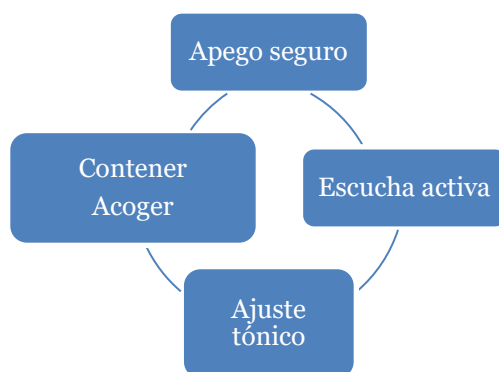 Apego seguro
Escucha activa
Ajuste
tónico
Contener
Acoger